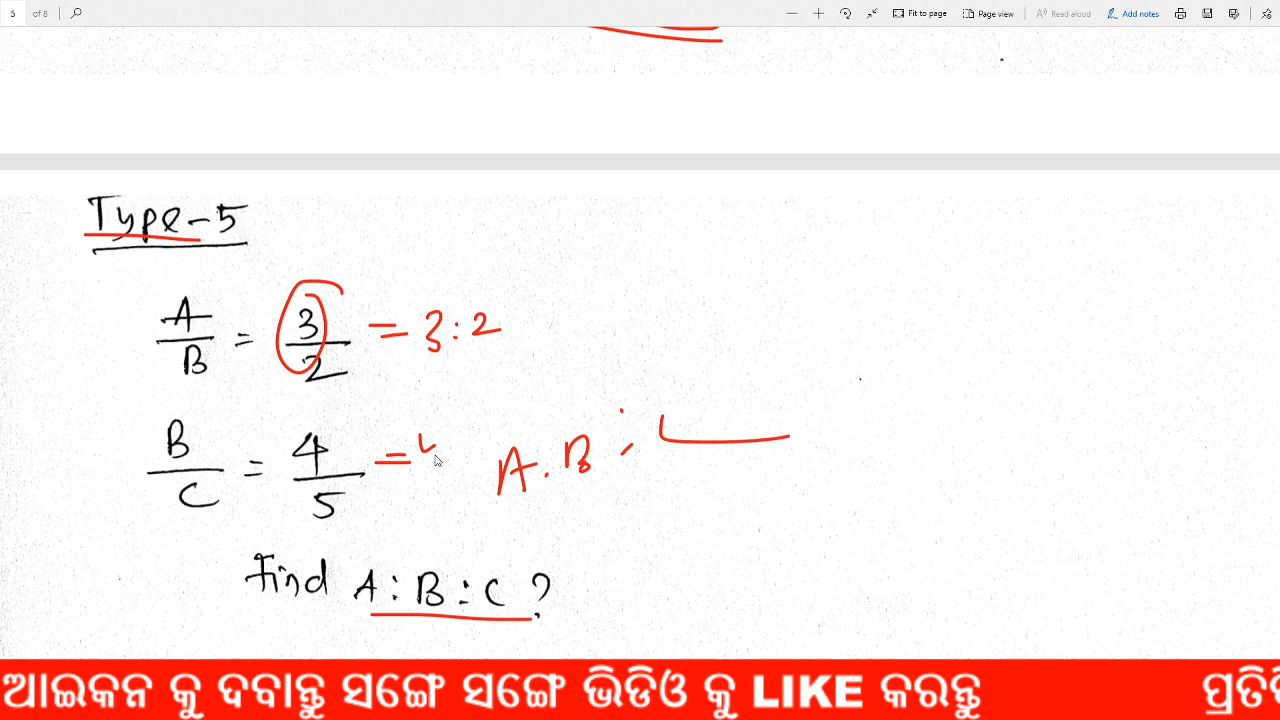 5 of 8 Fit to page Page view Read aloud Add notes
Type-5
A/B = 3/2 = 3:2
B/C = 4/5 = 4
A:B:C
Find A:B:C?
ଆଇକନ କୁ ଦବାନ୍ତୁ ସଙ୍ଗେ ସଙ୍ଗେ ଭିଡିଓ କୁ LIKE କରନ୍ତୁ